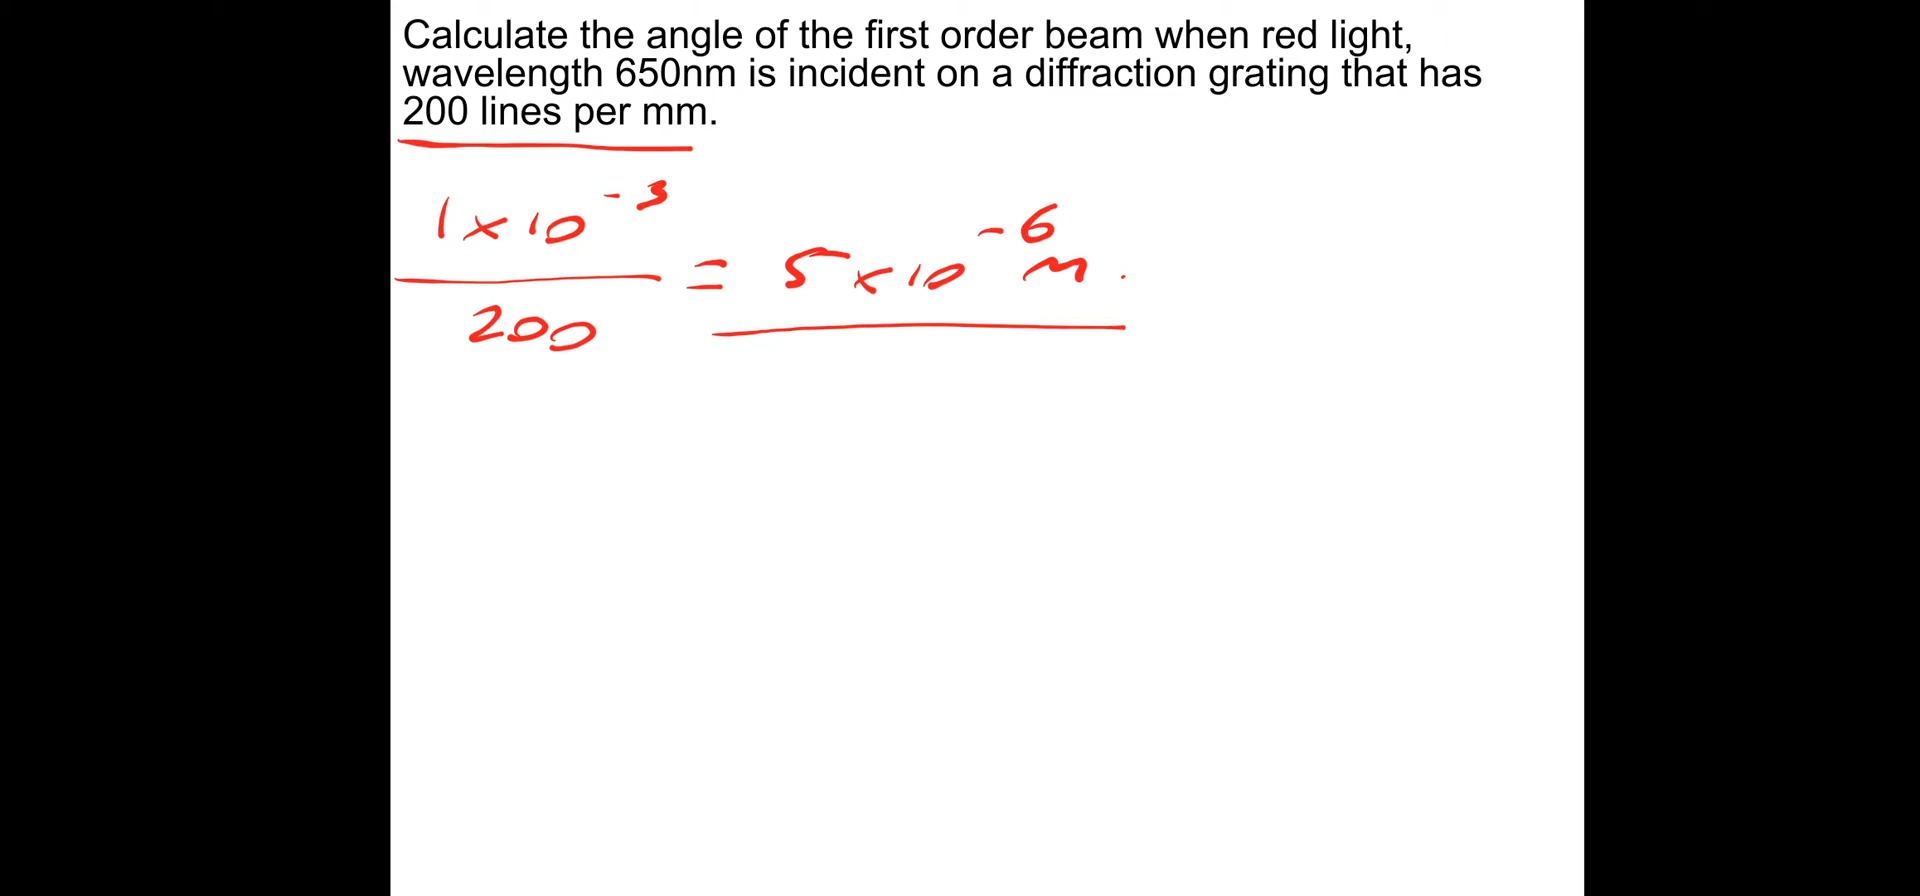 Calculate the angle of the first order beam when red light,
wavelength 650nm is incident on a diffraction grating that has
200 lines per mm.
1 × 10⁻³
———
200
= 5 × 10⁻⁶ m.